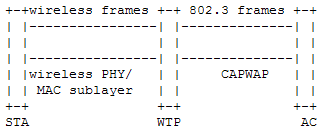 +-+wireless frames+-+ 802.3 frames +-+
| |---------------| |--------------| |
| | | | | |
| |---------------| |--------------| |
| |wireless PHY/ | | CAPWAP | |
| | MAC sublayer | | | |
+-+ +-+ +-+
STA WTP AC